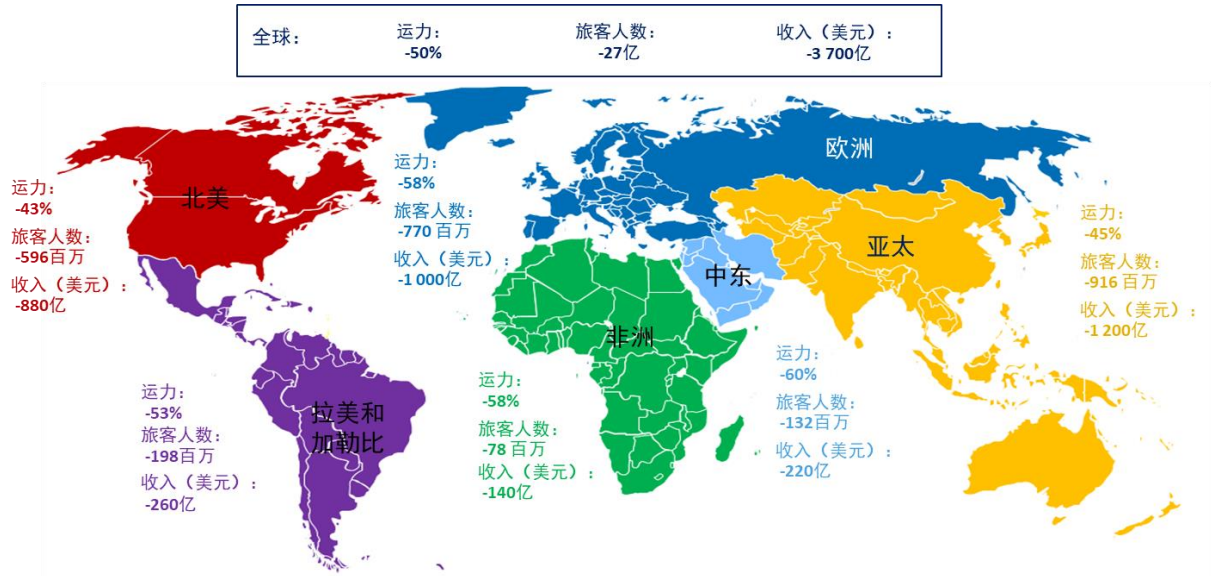 全球： 运力： 旅客人数： 收入（美元）：
-50% -27亿 -3 700亿
欧洲
运力：
-58%
旅客人数：
-770 百万
收入（美元）：
-1 000亿
北美
运力：
-43%
旅客人数：
-596百万
收入（美元）：
-880亿
亚太
运力：
-45%
旅客人数：
-916 百万
收入（美元）：
-1 200亿
中东
运力：
-60%
旅客人数：
-132百万
收入（美元）：
-220亿
非洲
运力：
-58%
旅客人数：
-78 百万
收入（美元）：
-140亿
拉美和
加勒比
运力：
-53%
旅客人数：
-198百万
收入（美元）：
-260亿